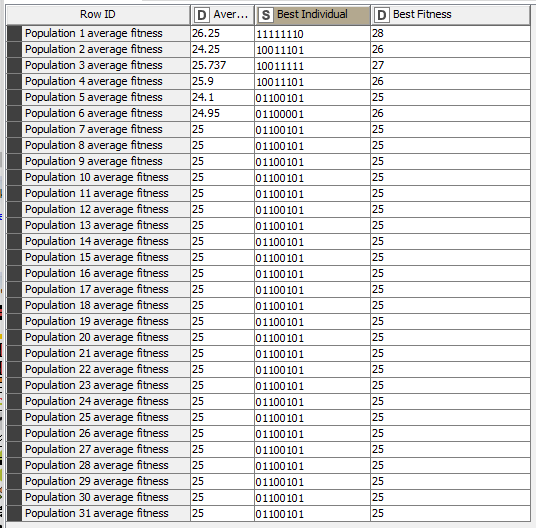 Row ID D Aver... S Best Individual D Best Fitness
Population 1 average fitness 26.25 11111110 28
Population 2 average fitness 24.25 10011101 26
Population 3 average fitness 25.737 10011111 27
Population 4 average fitness 25.9 10011101 26
Population 5 average fitness 24.1 01100101 25
Population 6 average fitness 24.95 01100001 26
Population 7 average fitness 25 01100101 25
Population 8 average fitness 25 01100101 25
Population 9 average fitness 25 01100101 25
Population 10 average fitness 25 01100101 25
Population 11 average fitness 25 01100101 25
Population 12 average fitness 25 01100101 25
Population 13 average fitness 25 01100101 25
Population 14 average fitness 25 01100101 25
Population 15 average fitness 25 01100101 25
Population 16 average fitness 25 01100101 25
Population 17 average fitness 25 01100101 25
Population 18 average fitness 25 01100101 25
Population 19 average fitness 25 01100101 25
Population 20 average fitness 25 01100101 25
Population 21 average fitness 25 01100101 25
Population 22 average fitness 25 01100101 25
Population 23 average fitness 25 01100101 25
Population 24 average fitness 25 01100101 25
Population 25 average fitness 25 01100101 25
Population 26 average fitness 25 01100101 25
Population 27 average fitness 25 01100101 25
Population 28 average fitness 25 01100101 25
Population 29 average fitness 25 01100101 25
Population 30 average fitness 25 01100101 25
Population 31 average fitness 25 01100101 25